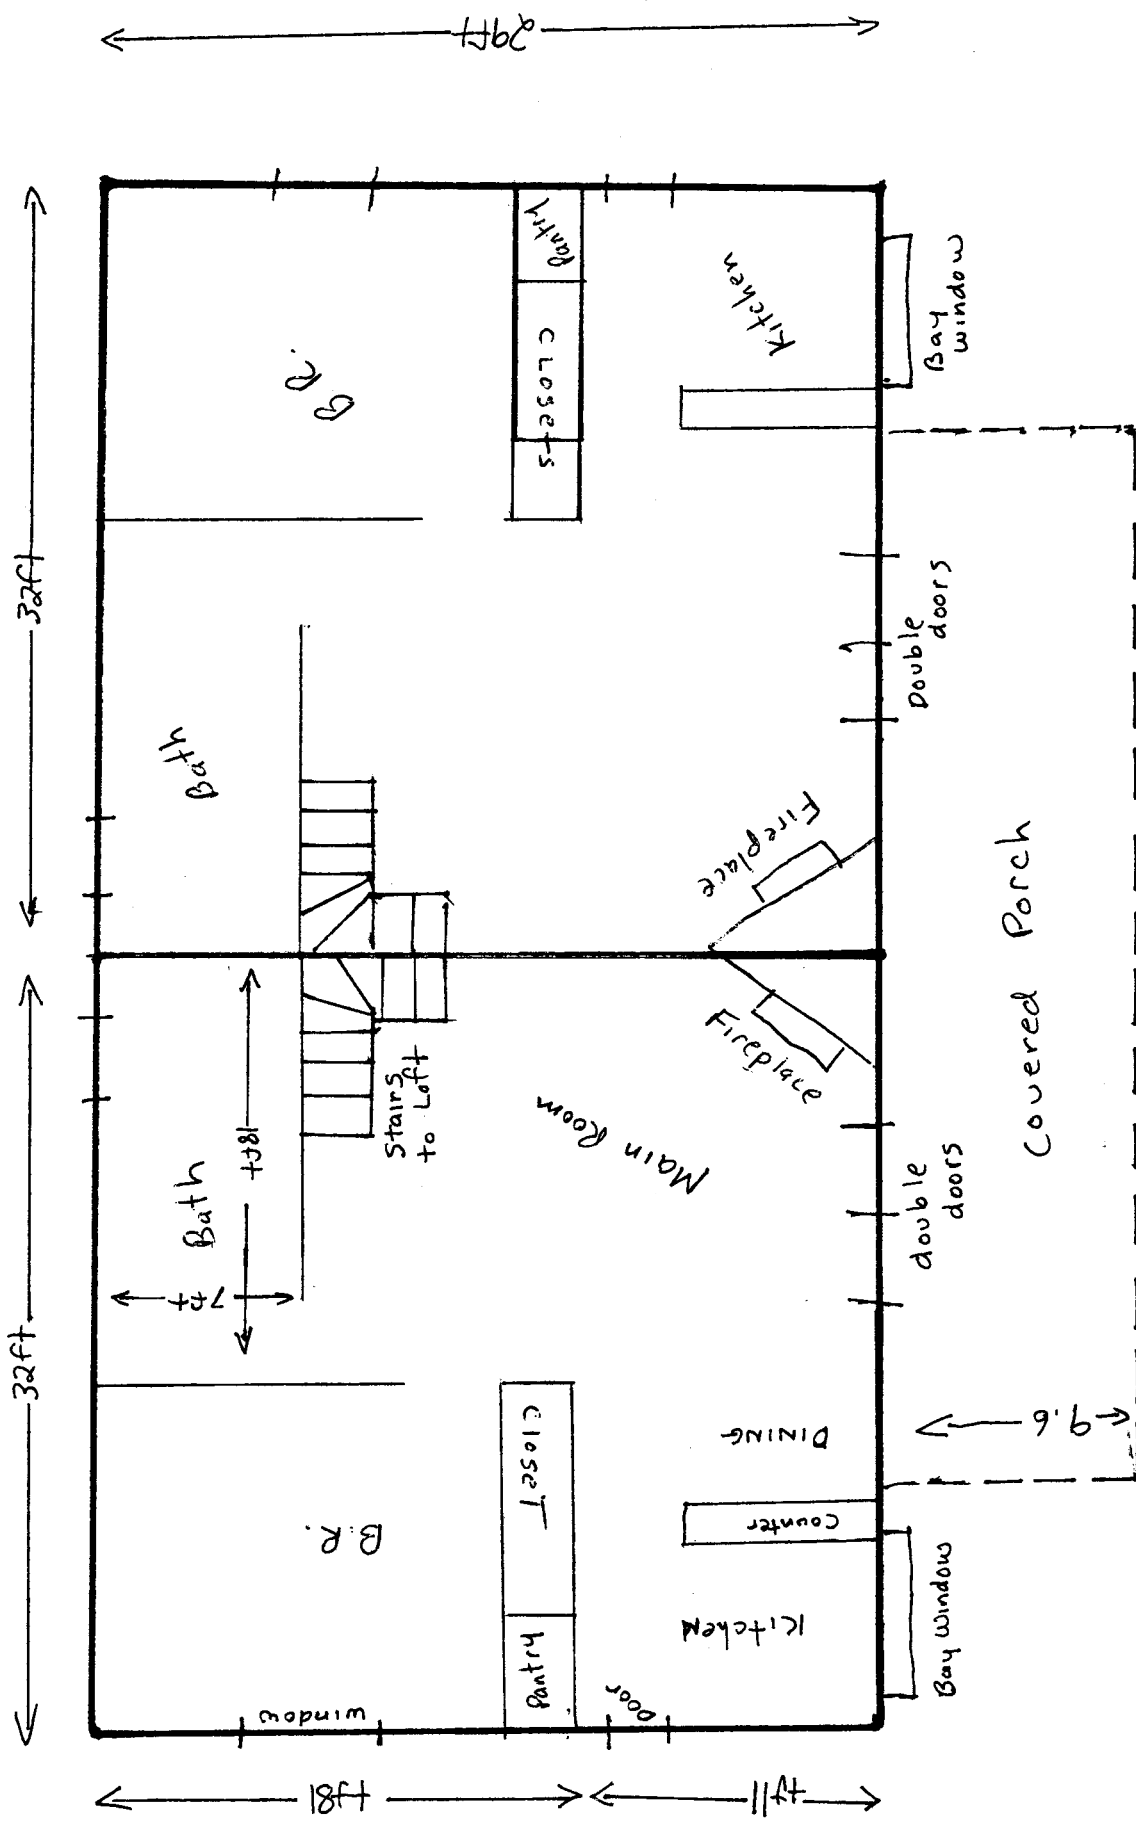 29ft
32ft
32ft
B.R.
Pantry
CLOSETS
Kitchen
Bay
window
Bath
Double
doors
Fireplace
Covered Porch
Bath
18ft
7ft
Stairs
to Loft
Main Room
Fireplace
double
doors
B.R.
CloseT
Pantry
DINING
Counter
Kitchen
Bay Window
9.6
window
Door
18ft
11ft